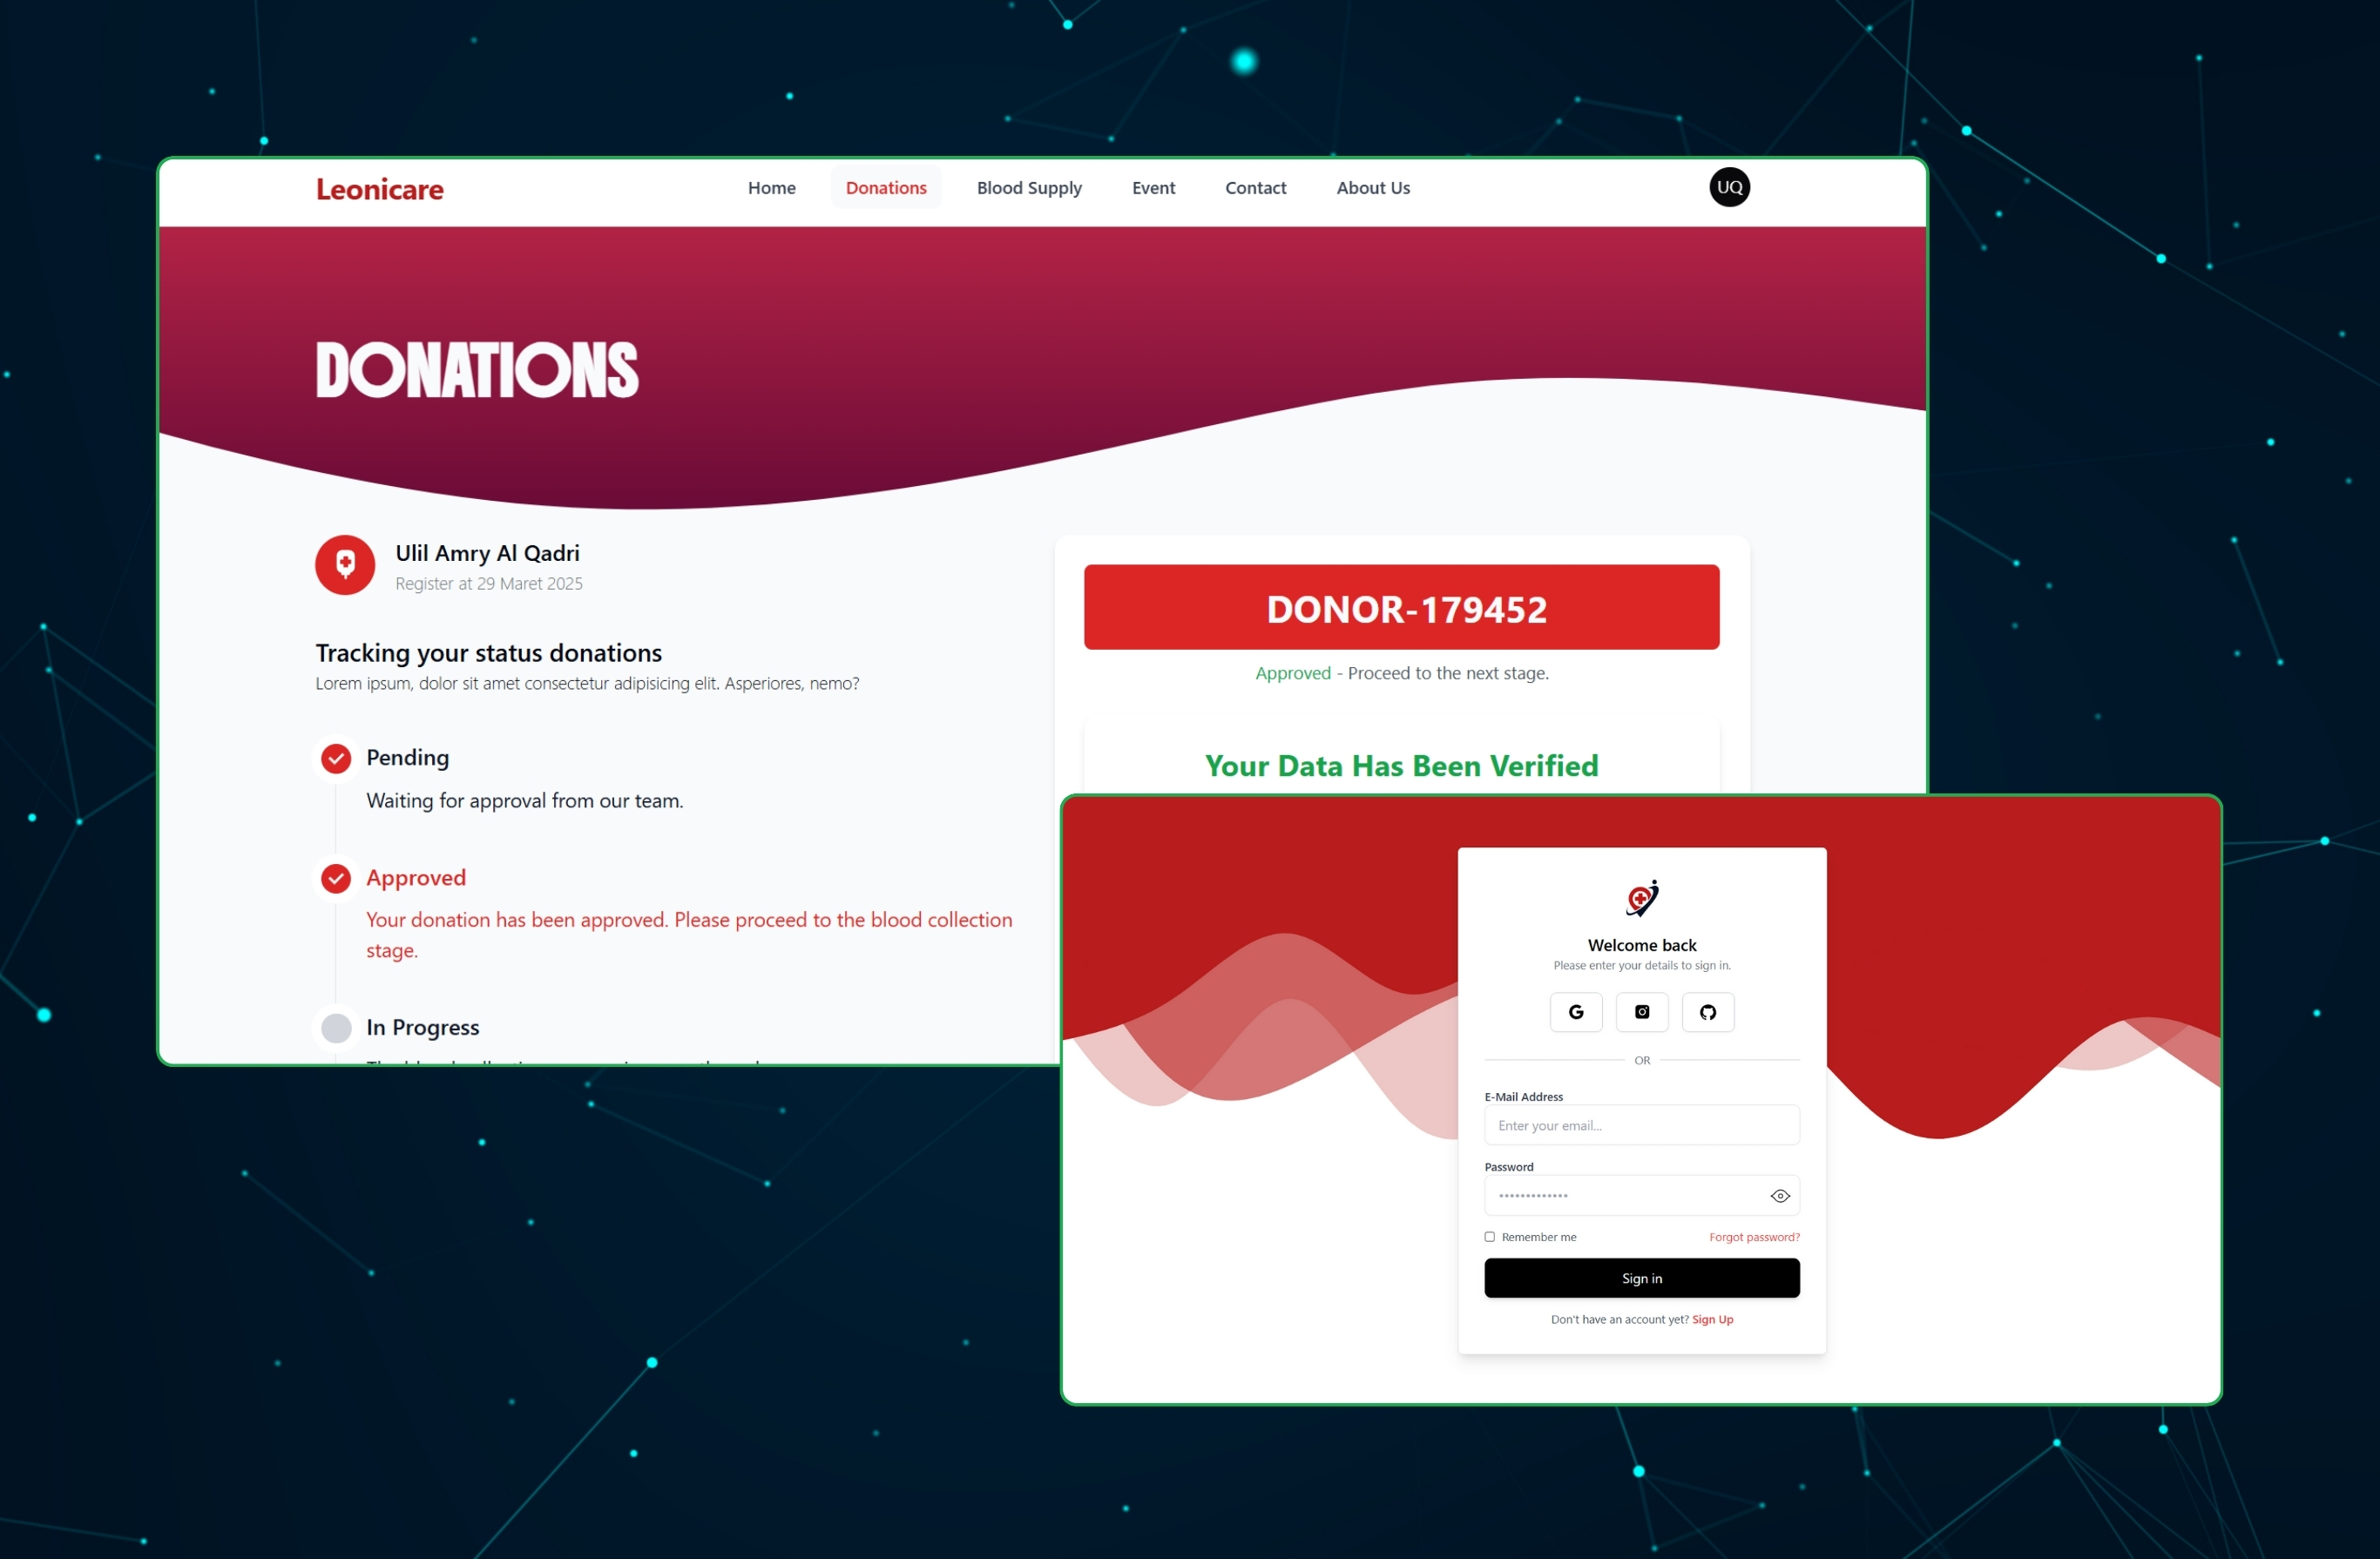 Leonicare
Home
Donations
Blood Supply
Event
Contact
About Us
UQ
DONATIONS
Ulil Amry Al Qadri
Register at 29 Maret 2025
Tracking your status donations
Lorem ipsum, dolor sit amet consectetur adipisicing elit. Asperiores, nemo?
Pending
Waiting for approval from our team.
Approved
Your donation has been approved. Please proceed to the blood collection
stage.
In Progress
DONOR-179452
Approved - Proceed to the next stage.
Your Data Has Been Verified
Welcome back
Please enter your details to sign in.
OR
E-Mail Address
Enter your email...
Password
Remember me
Forgot password?
Sign in
Don't have an account yet? Sign Up